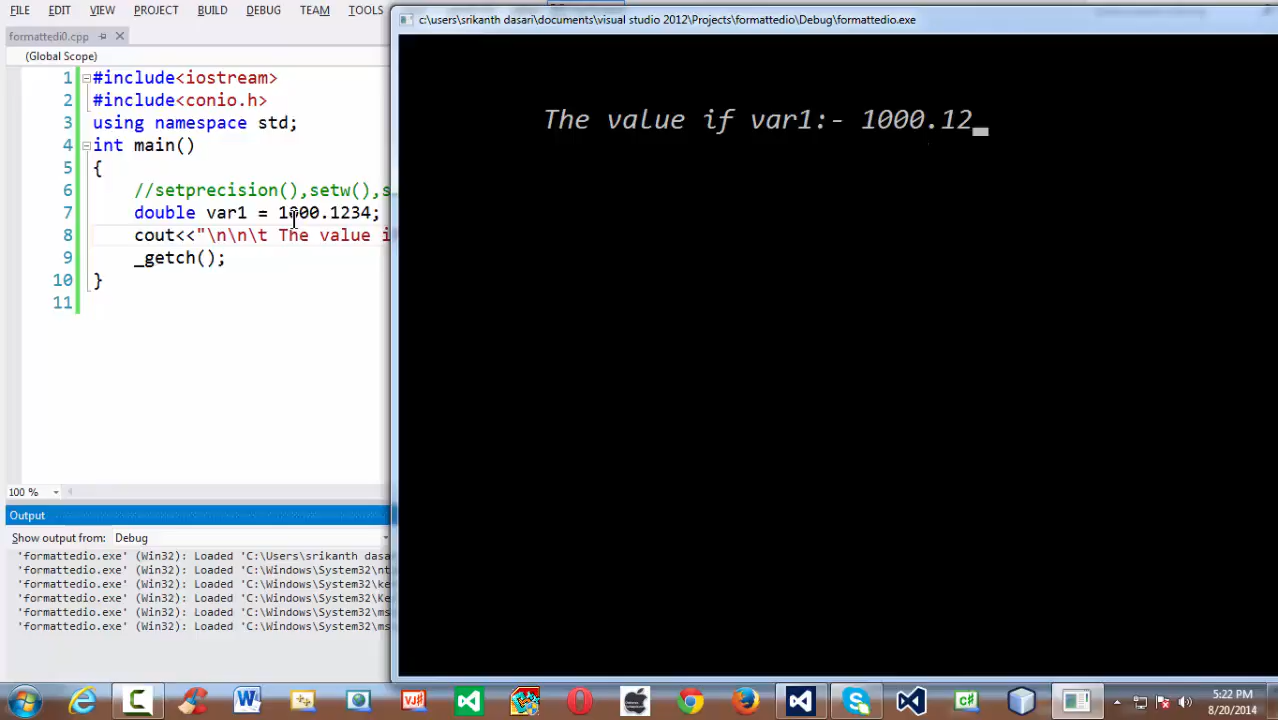 FILE EDIT VIEW PROJECT BUILD DEBUG TEAM TOOLS
c:\users\srikanth dasari\documents\visual studio 2012\Projects\formattedio\Debug\formattedio.exe
formattedi0.cpp
(Global Scope)
1 #include<iostream>
2 #include<conio.h>
3 using namespace std;
4 int main()
5 {
6 //setprecision(),setw(),s
7 double var1 = 1000.1234;
8 cout<<"\n\n\t The value i
9 _getch();
10 }
11
The value if var1:- 1000.12_
100 %
Output
Show output from: Debug
'formattedio.exe' (Win32): Loaded 'C:\Users\srikanth dasa
'formattedio.exe' (Win32): Loaded 'C:\Windows\System32\nt
'formattedio.exe' (Win32): Loaded 'C:\Windows\System32\ke
'formattedio.exe' (Win32): Loaded 'C:\Windows\System32\Ke
'formattedio.exe' (Win32): Loaded 'C:\Windows\System32\ms
'formattedio.exe' (Win32): Loaded 'C:\Windows\System32\ms
5:22 PM
8/20/2014